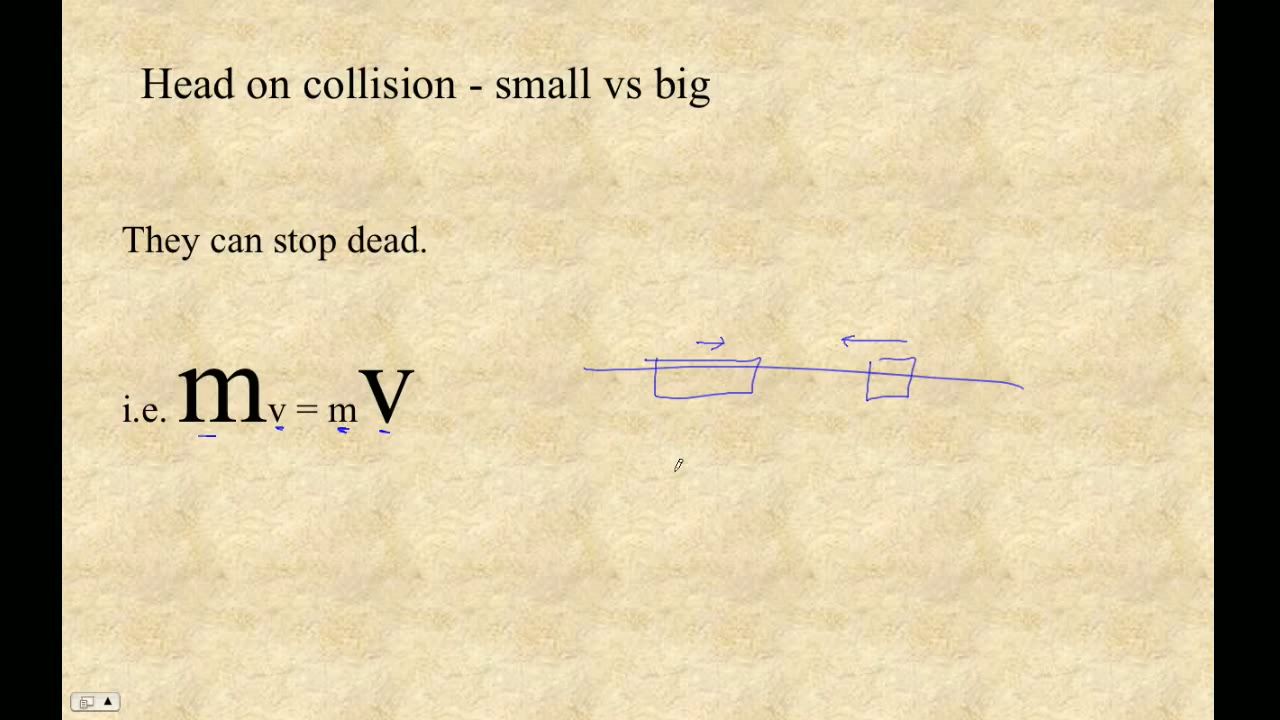 Head on collision - small vs big
They can stop dead.
i.e. mv = mv